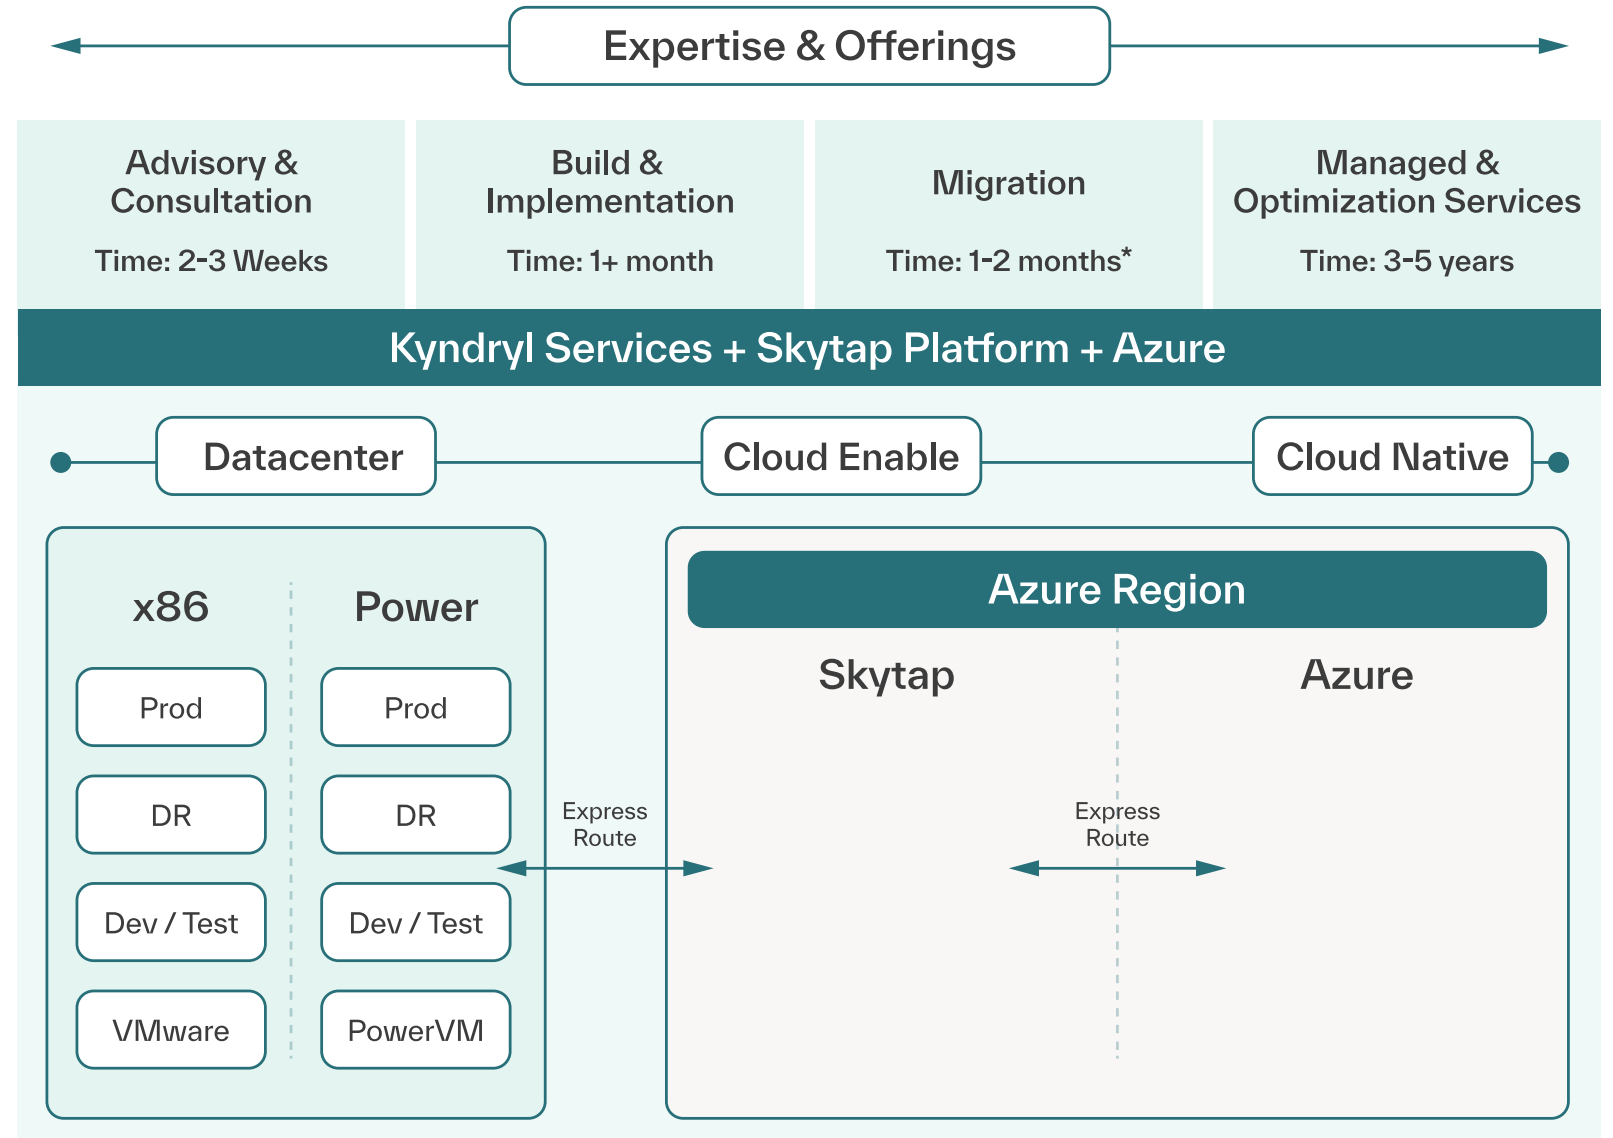 Expertise & Offerings
Advisory &
Consultation
Time: 2-3 Weeks
Build &
Implementation
Time: 1+ month
Migration
Time: 1-2 months*
Managed &
Optimization Services
Time: 3-5 years
Kyndryl Services + Skytap Platform + Azure
Datacenter
Cloud Enable
Cloud Native
x86
Prod
DR
Dev / Test
VMware
Power
Prod
DR
Dev / Test
PowerVM
Express
Route
Azure Region
Skytap
Express
Route
Azure